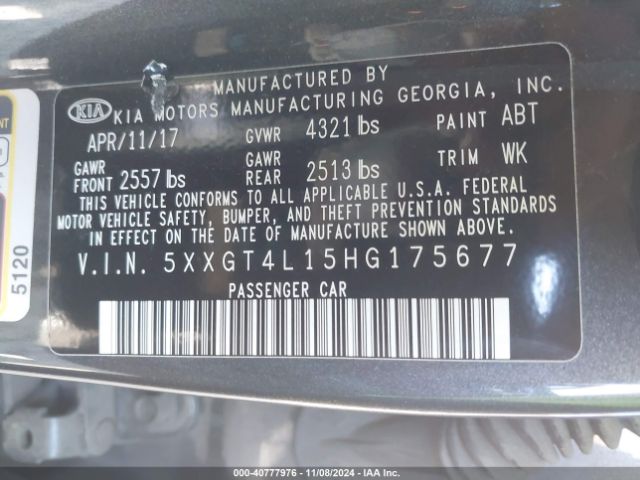 MANUFACTURED BY
KIA KIA MOTORS MANUFACTURING GEORGIA, INC.
APR/11/17 GVWR 4321 lbs PAINT ABT
GAWR FRONT 2557 lbs GAWR REAR 2513 lbs TRIM WK
THIS VEHICLE CONFORMS TO ALL APPLICABLE U.S.A. FEDERAL
MOTOR VEHICLE SAFETY, BUMPER, AND THEFT PREVENTION STANDARDS
IN EFFECT ON THE DATE OF MANUFACTURE SHOWN ABOVE.
V.I.N. 5XXGT4L15HG175677
PASSENGER CAR
5120
000-40777976 - 11/08/2024 - IAA Inc.